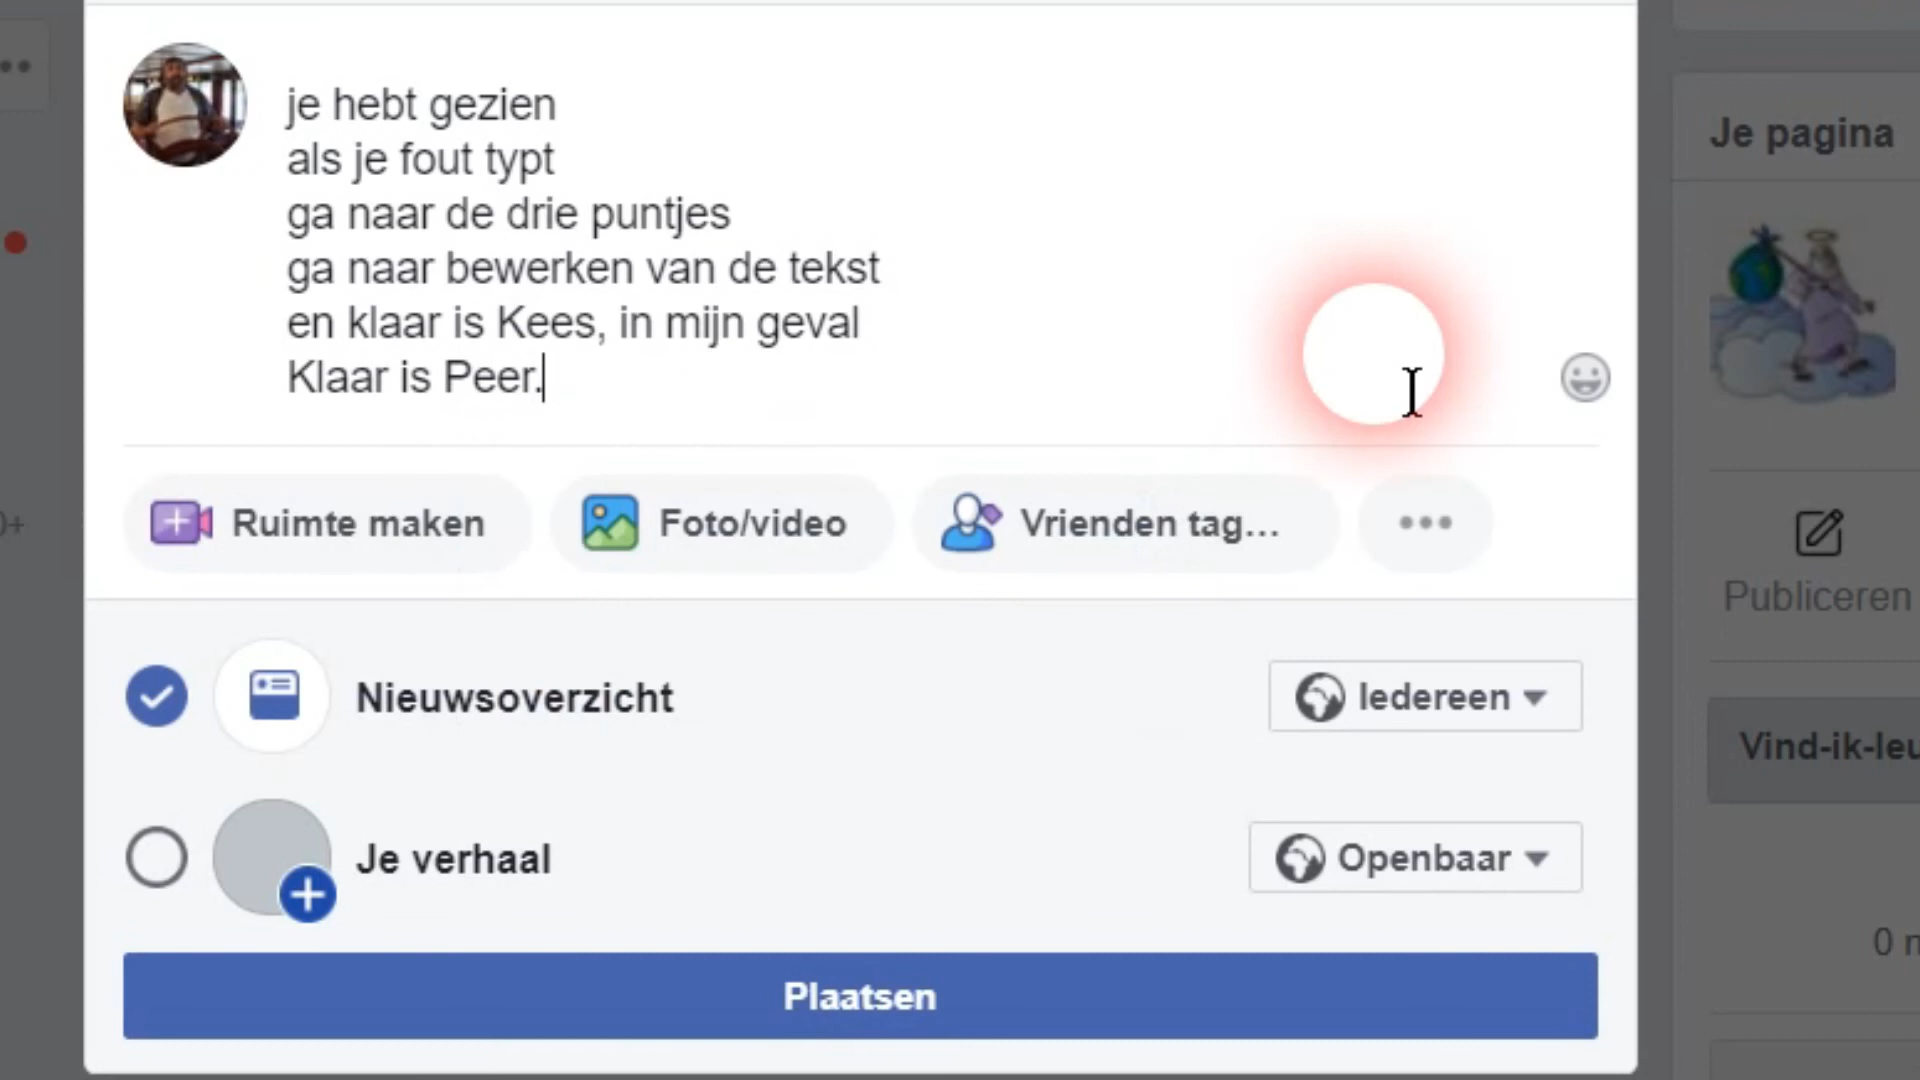 je hebt gezien
als je fout typt
ga naar de drie puntjes
ga naar bewerken van de tekst
en klaar is Kees, in mijn geval
Klaar is Peer.
Ruimte maken
Foto/video
Vrienden tag...
Nieuwsoverzicht
Iedereen
Je verhaal
Openbaar
Plaatsen
Je pagina
Publiceren
Vind-ik-leu
0